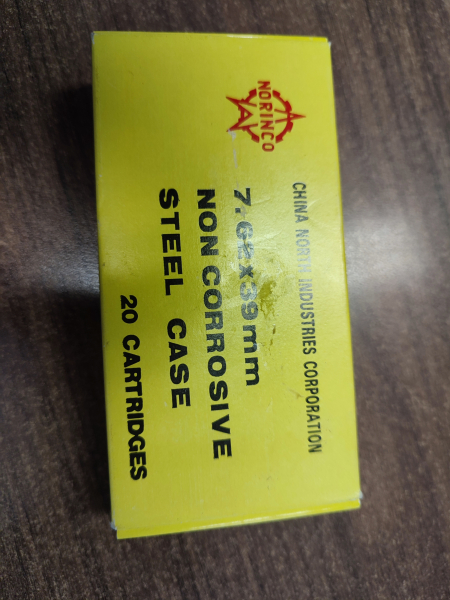 NORINCO
CHINA NORTH INDUSTRIES CORPORATION
7.62x39mm
NON CORROSIVE
STEEL CASE
20 CARTRIDGES